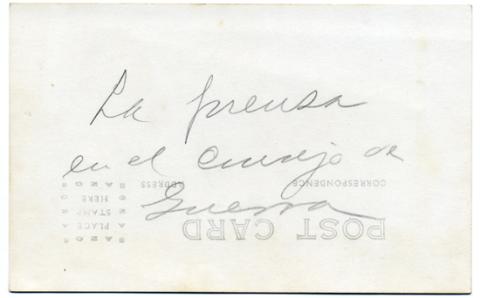 La prensa
en el Consejo de
Guerra
POST CARD
CORRESPONDENCE
ADDRESS
PLACE
STAMP
HERE